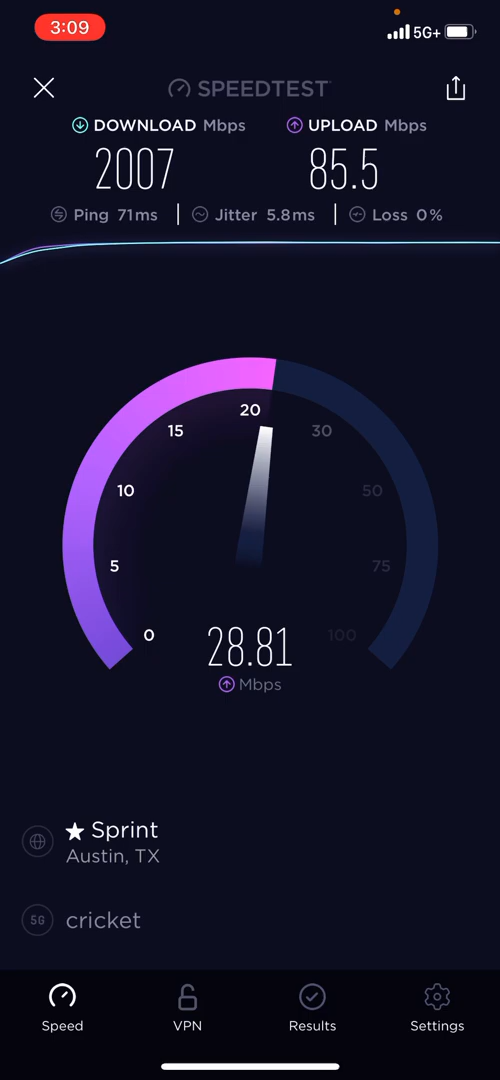 3:09
5G+
SPEEDTEST
DOWNLOAD Mbps
UPLOAD Mbps
2007
85.5
Ping 71ms
Jitter 5.8ms
Loss 0%
20
15
30
10
50
5
75
0
100
28.81
Mbps
Sprint
Austin, TX
5G
cricket
Speed
VPN
Results
Settings